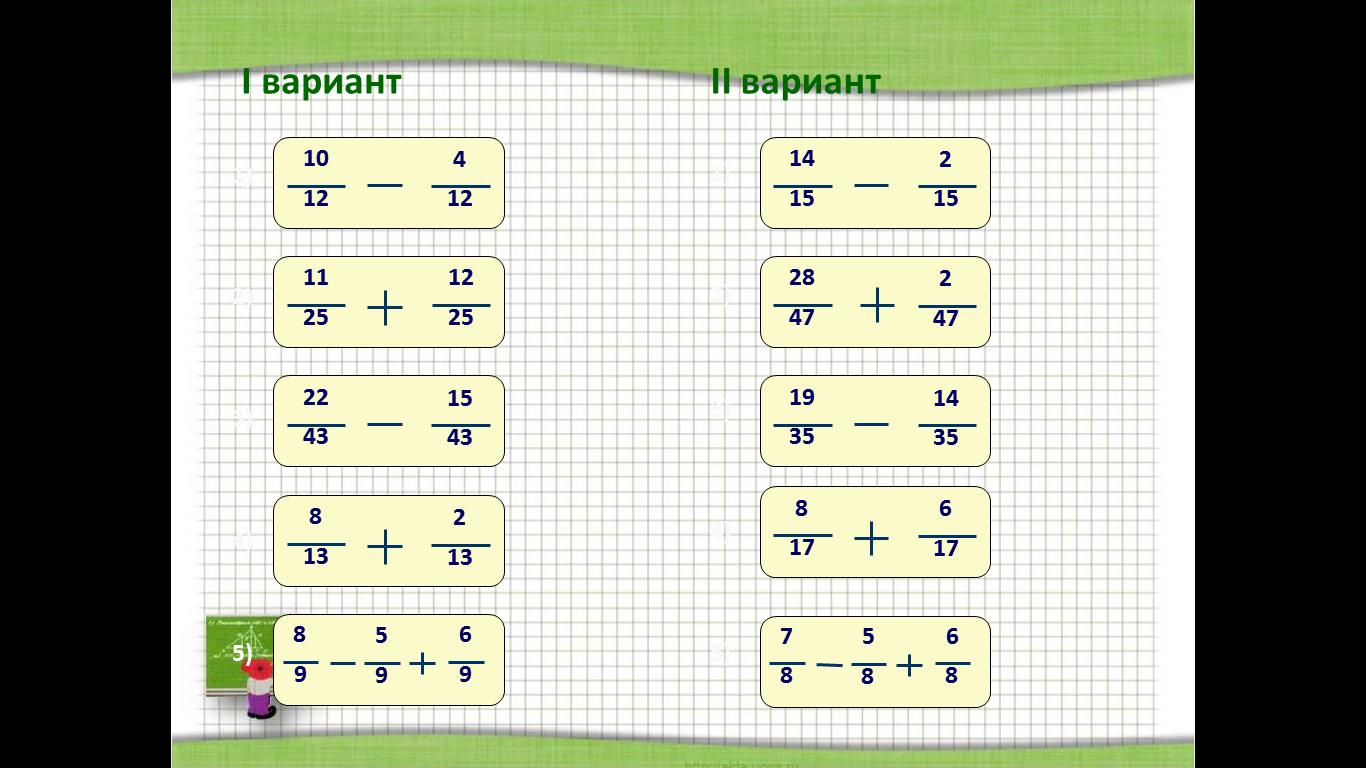 I вариант
II вариант
1)
10/12 — 4/12
14/15 — 2/15
11/25 + 12/25
28/47 + 2/47
3)
22/43 — 15/43
19/35 — 14/35
8/13 + 2/13
8/17 + 6/17
5)
8/9 — 5/9 + 6/9
7/8 — 5/8 + 6/8